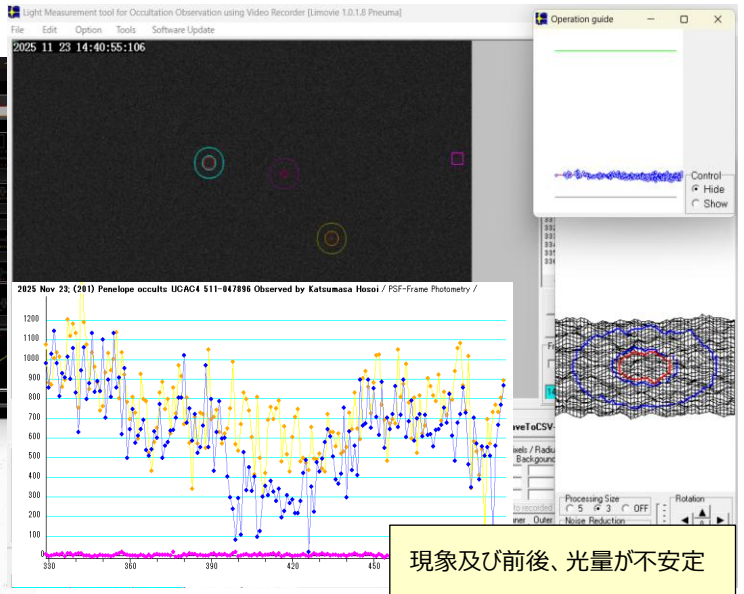 Light Measurement tool for Occultation Observation using Video Recorder [Limovie 1.0.1.8 Pneuma]
File Edit Option Tools Software Update
2025 11 23 14:40:55:106
Operation guide
Control
Hide
Show
2025 Nov 23; (201) Penelope occults UCAC4 511-047896 Observed by Katsumasa Hosoi / PSF-Frame Photometry /
1200
1100
1000
900
800
700
600
500
400
300
200
100
0
330 360 390 420 450
aveToCSV-
Backgound
Inner Outer
Processing Size
5 3 OFF
Noise Reduction
Rotation
現象及び前後、光量が不安定